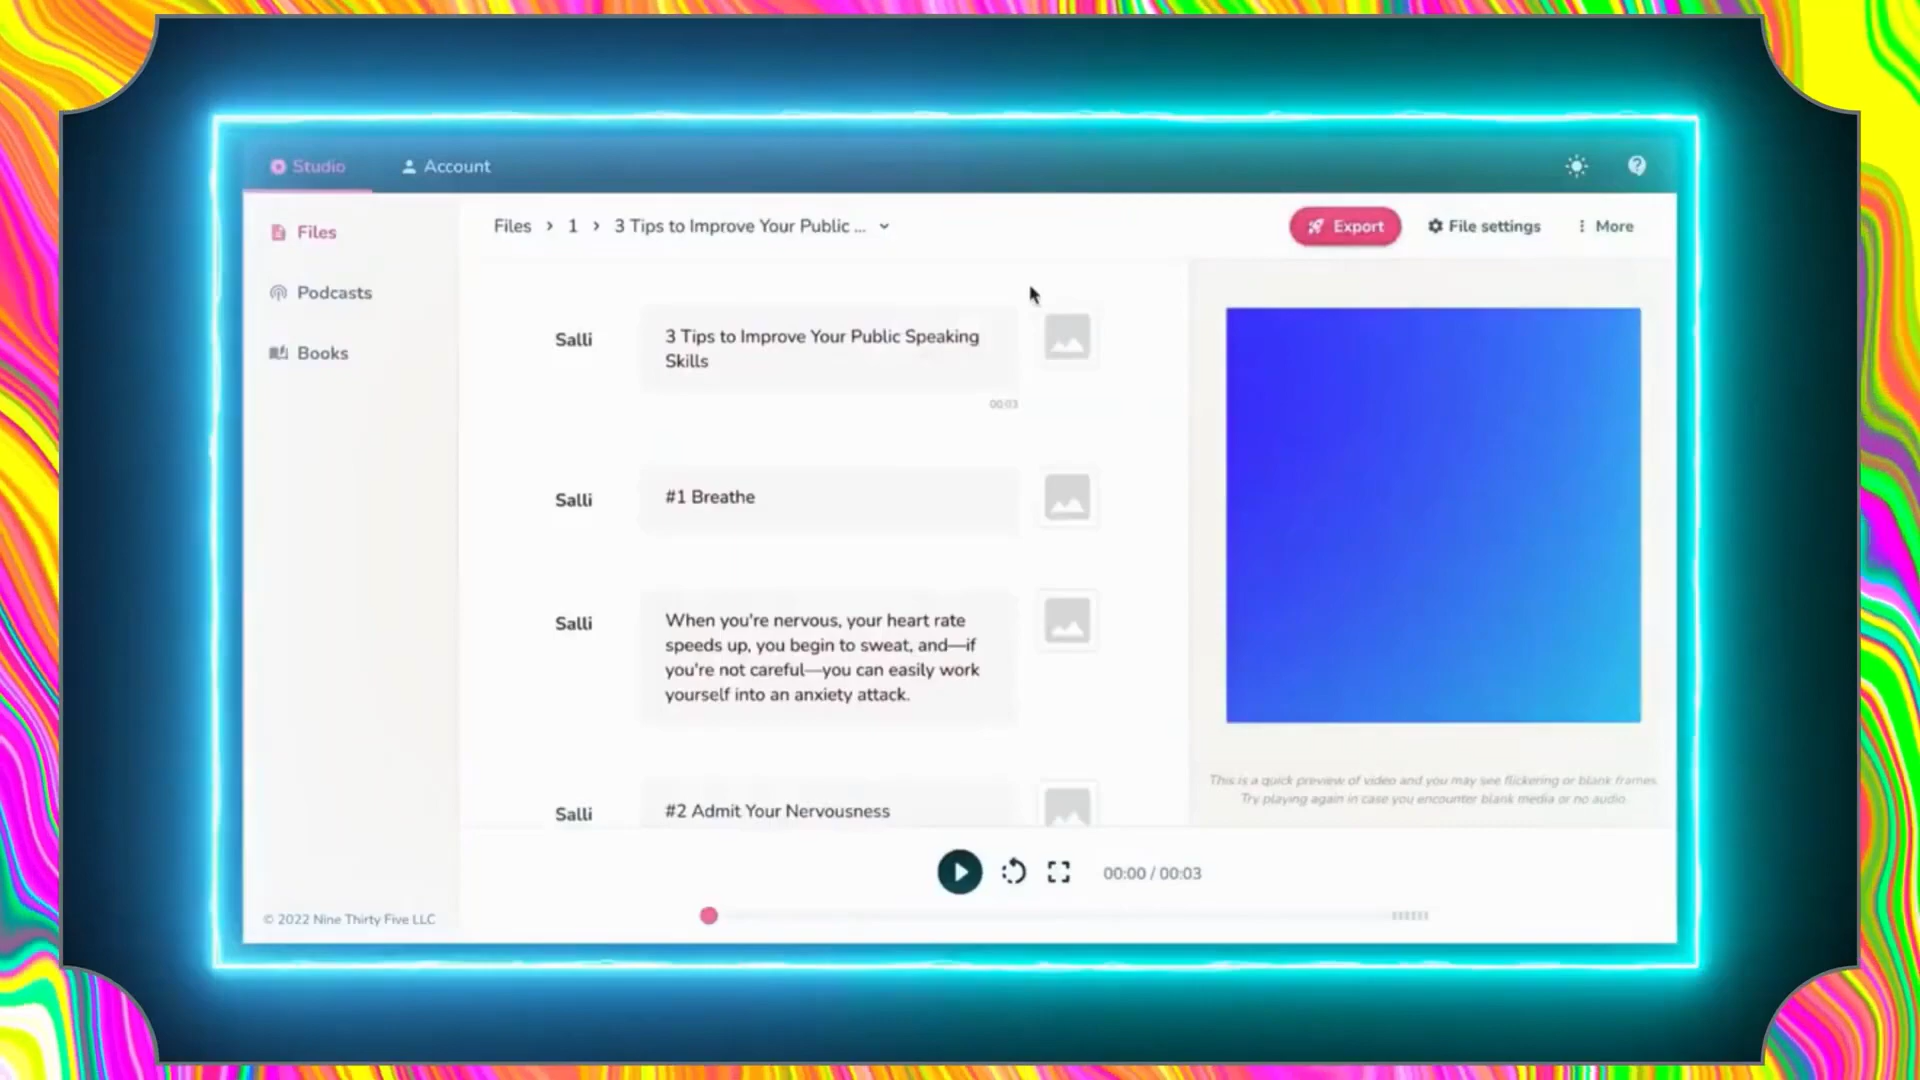 Studio
Account
Files
Podcasts
Books
© 2022 Nine Thirty Five LLC
Files > 1 > 3 Tips to Improve Your Public ...
Export
File settings
More
Salli
3 Tips to Improve Your Public Speaking
Skills
00:03
Salli
#1 Breathe
Salli
When you're nervous, your heart rate
speeds up, you begin to sweat, and—if
you're not careful—you can easily work
yourself into an anxiety attack.
Salli
#2 Admit Your Nervousness
This is a quick preview of video and you may see flickering or blank frames.
Try playing again in case you encounter blank media or no audio.
00:00 / 00:03